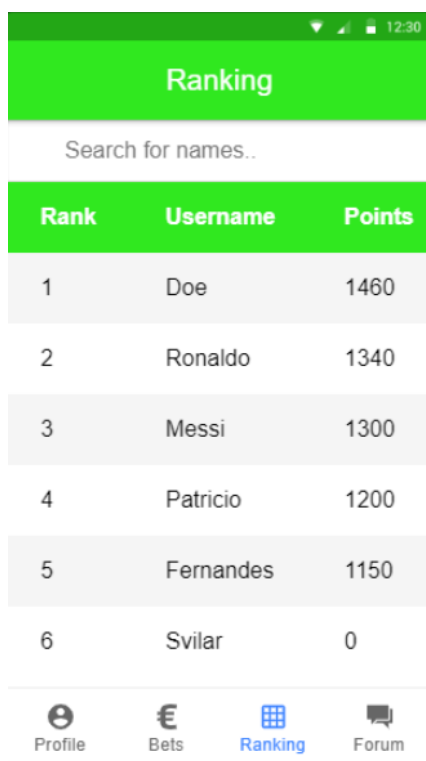 12:30
Ranking
Search for names..
Rank Username Points
1 Doe 1460
2 Ronaldo 1340
3 Messi 1300
4 Patricio 1200
5 Fernandes 1150
6 Svilar 0
Profile Bets Ranking Forum